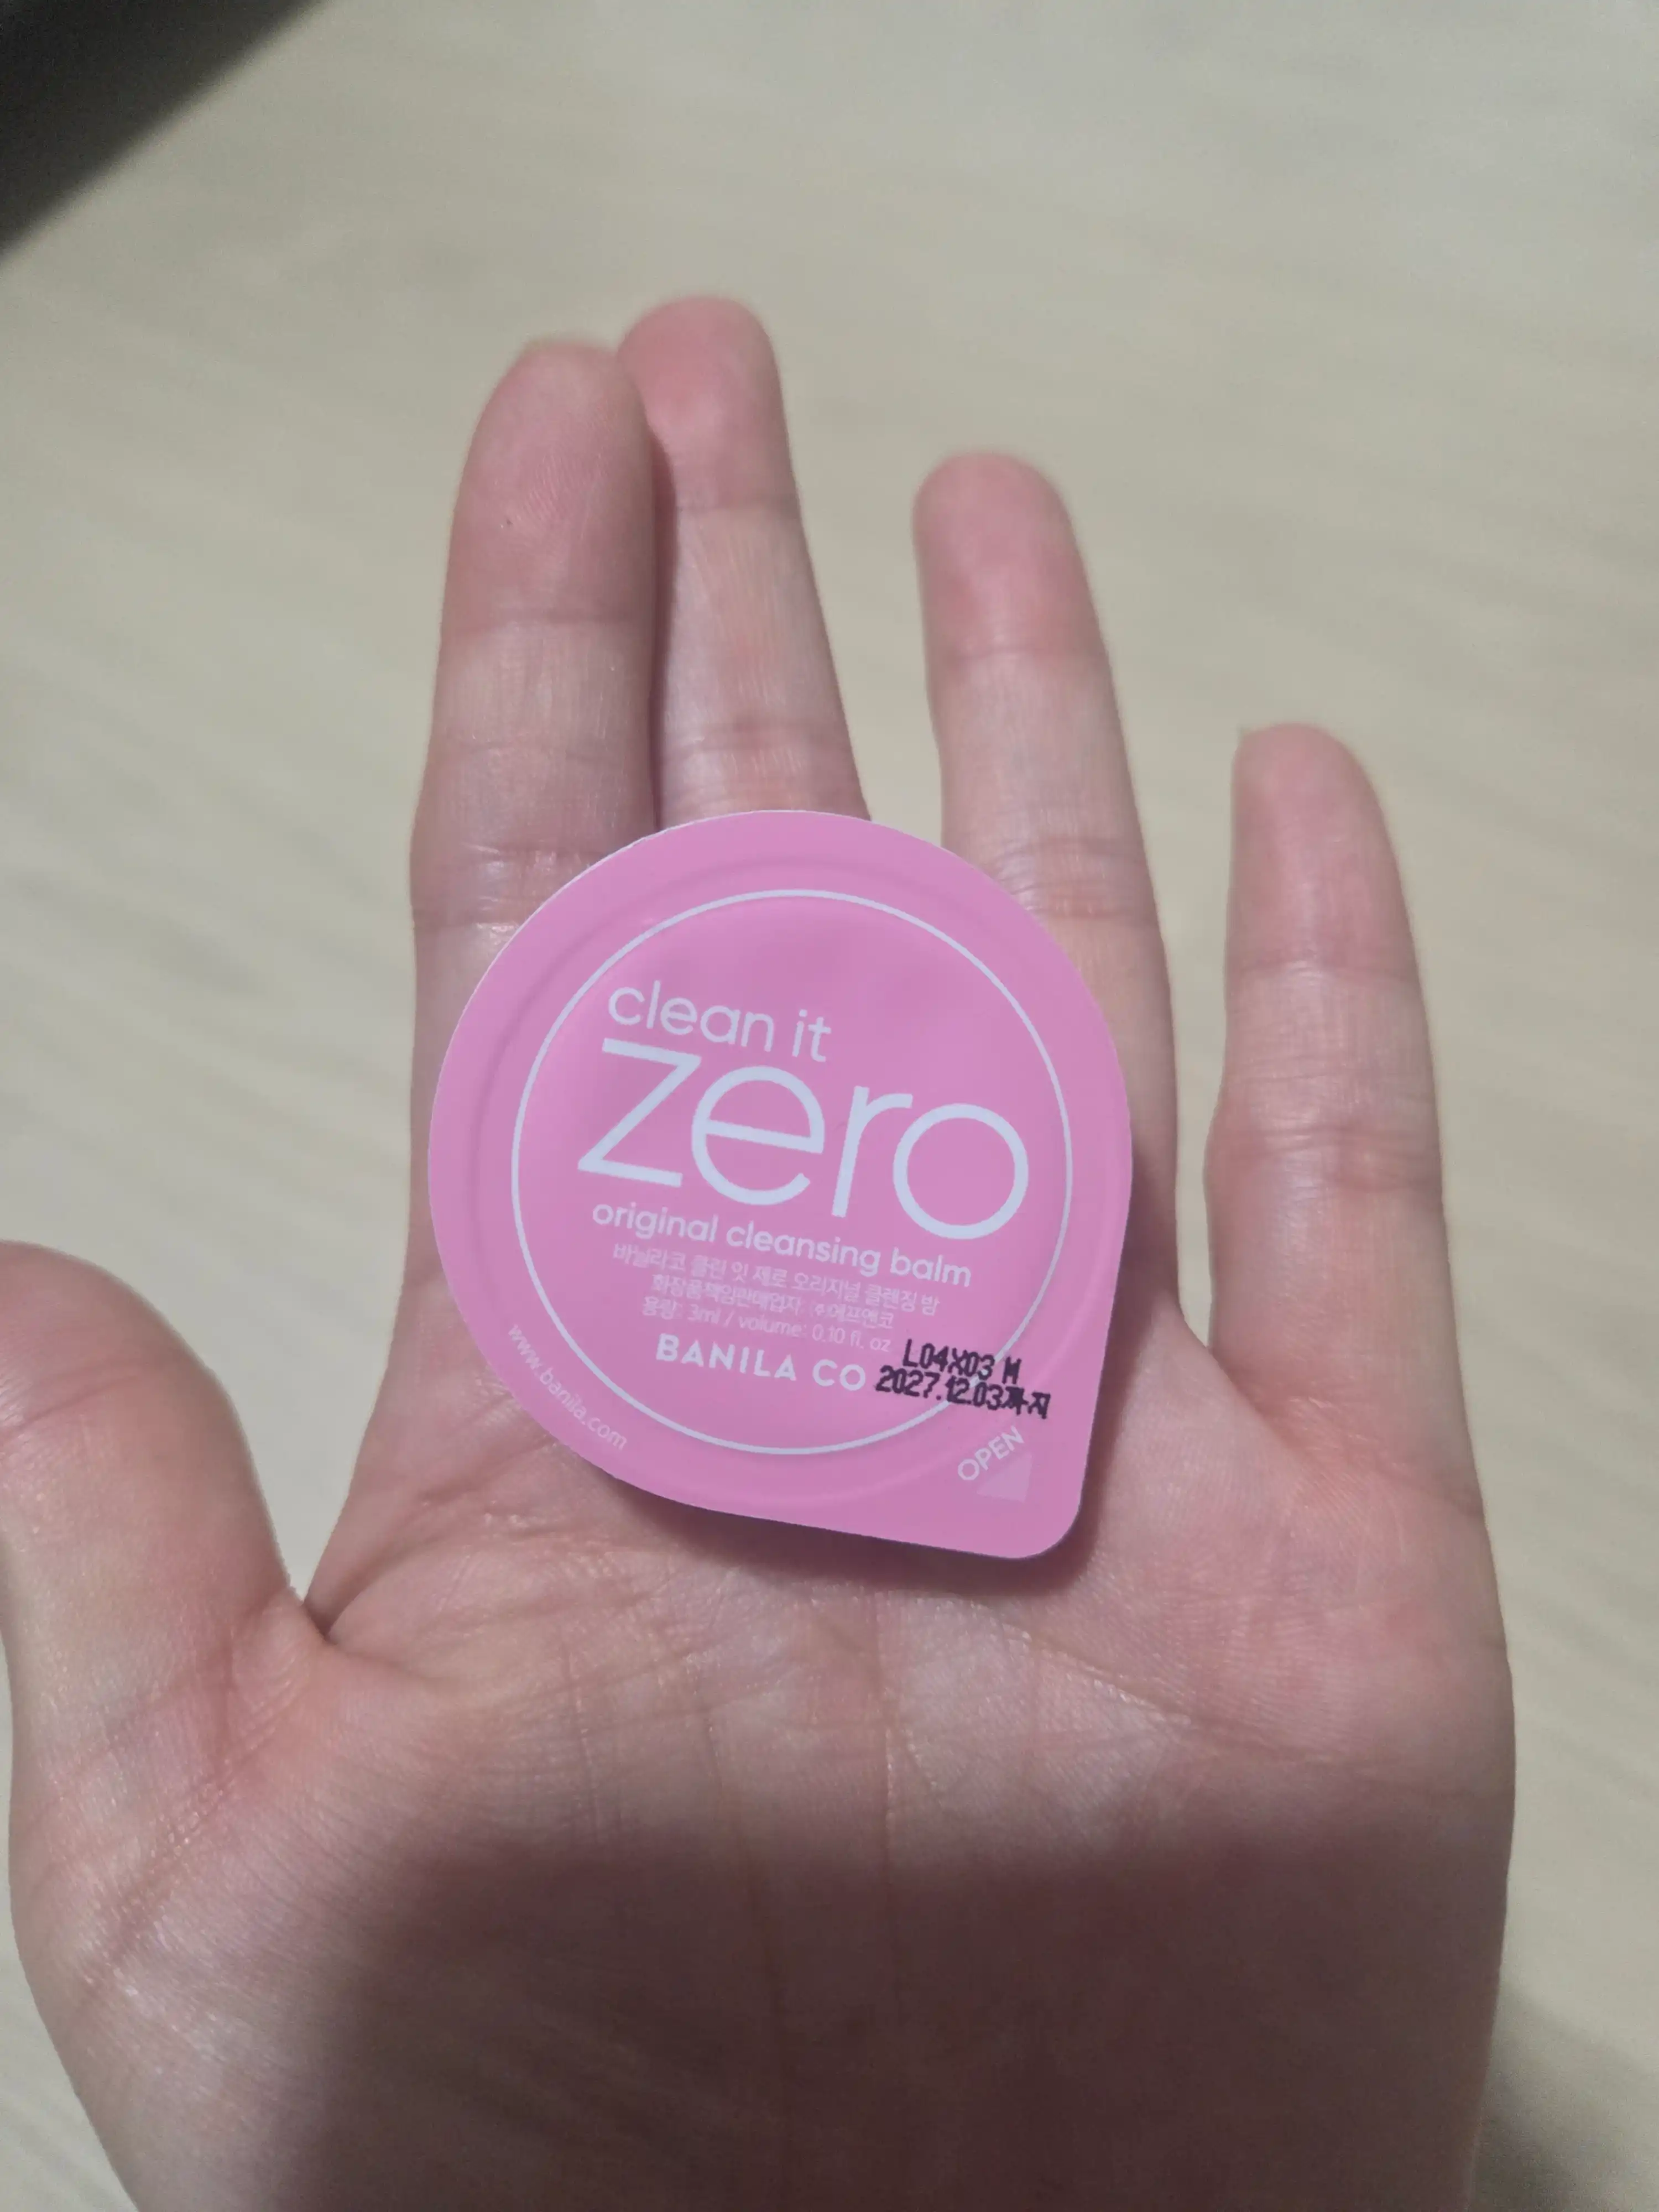 clean it
zero
original cleansing balm
바닐라코 클린 잇 제로 오리지널 클렌징 밤
화장품책임판매업자: ㈜에프앤코
용량: 3ml / volume: 0.10 fl. oz
BANILA CO
L04X03 M
2027.12.03까지
www.banila.com
OPEN